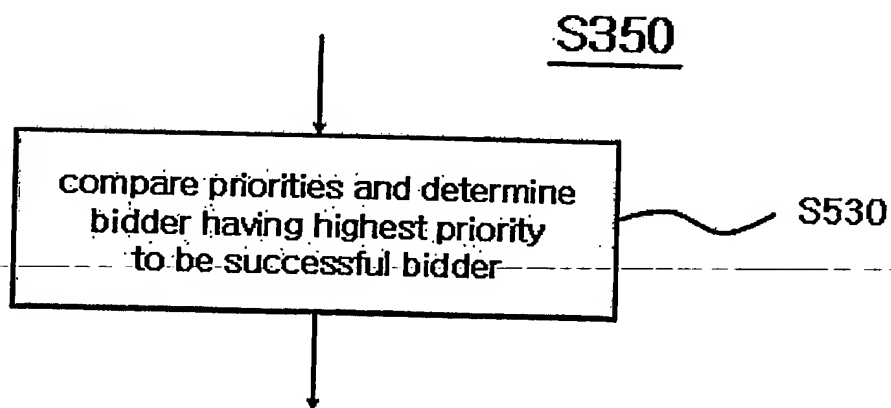 S350
compare priorities and determine
bidder having highest priority
to be successful bidder
S530